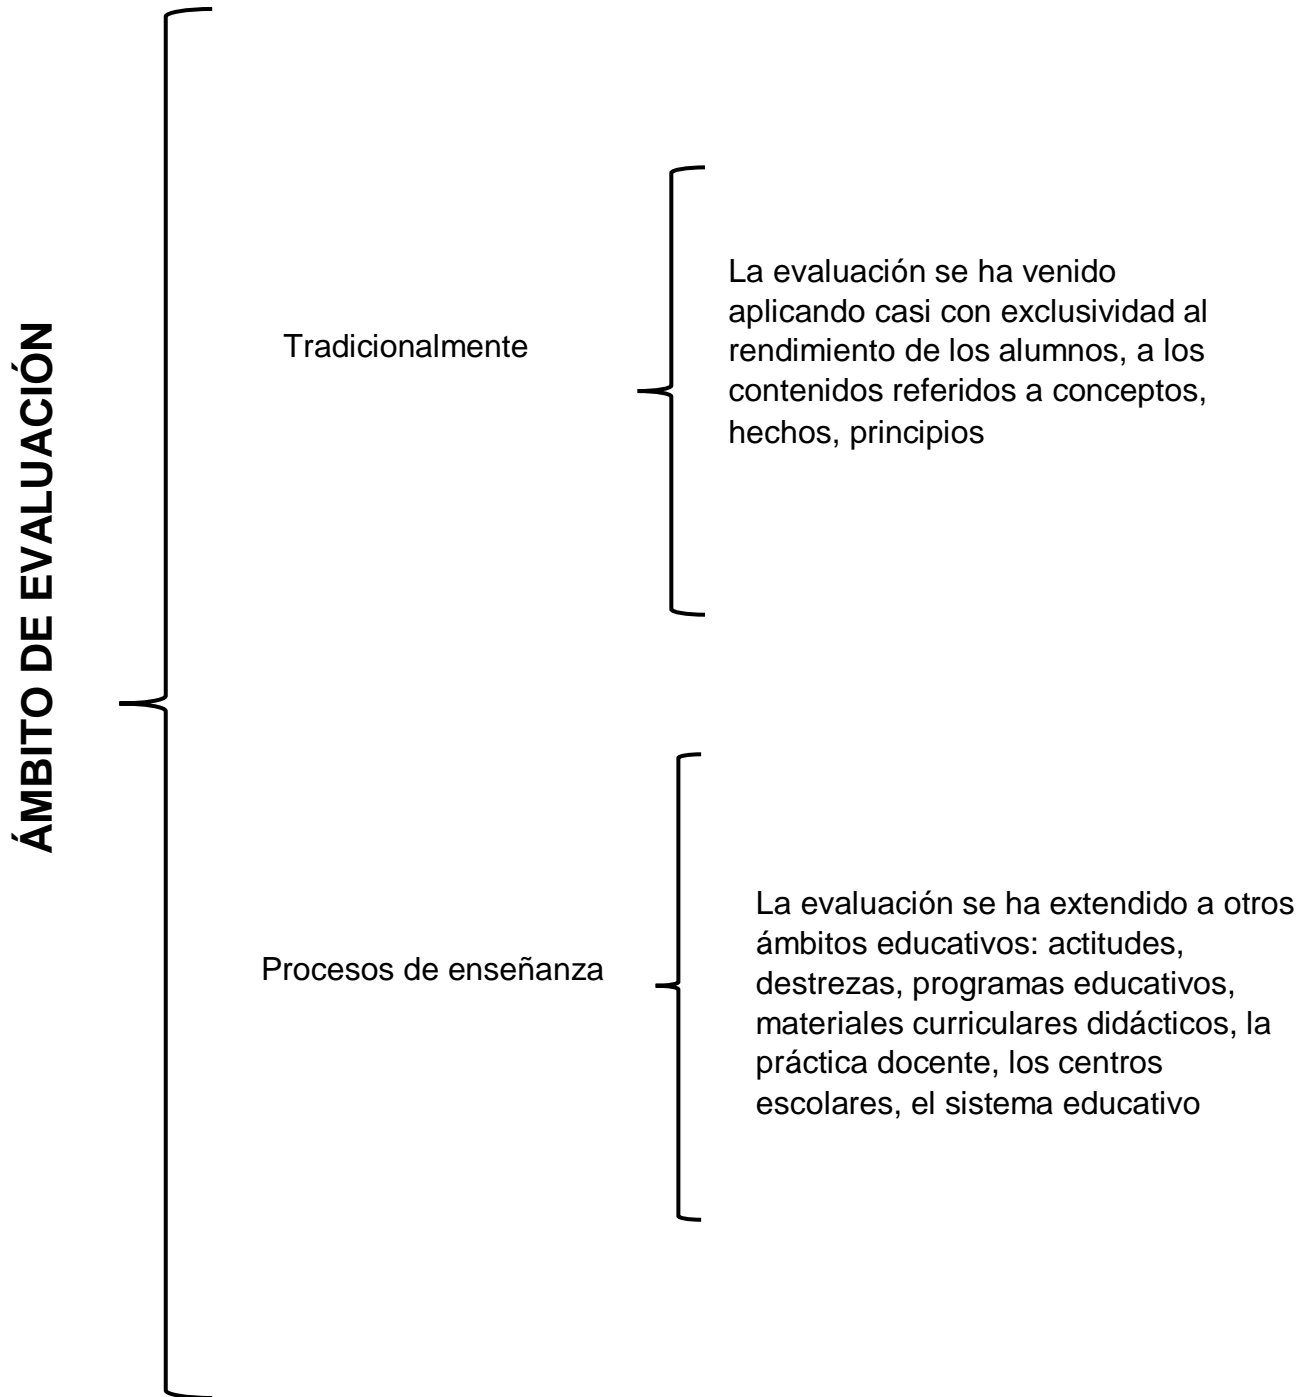 ÁMBITO DE EVALUACIÓN
Tradicionalmente
La evaluación se ha venido
aplicando casi con exclusividad al
rendimiento de los alumnos, a los
contenidos referidos a conceptos,
hechos, principios
Procesos de enseñanza
La evaluación se ha extendido a otros
ámbitos educativos: actitudes,
destrezas, programas educativos,
materiales curriculares didácticos, la
práctica docente, los centros
escolares, el sistema educativo